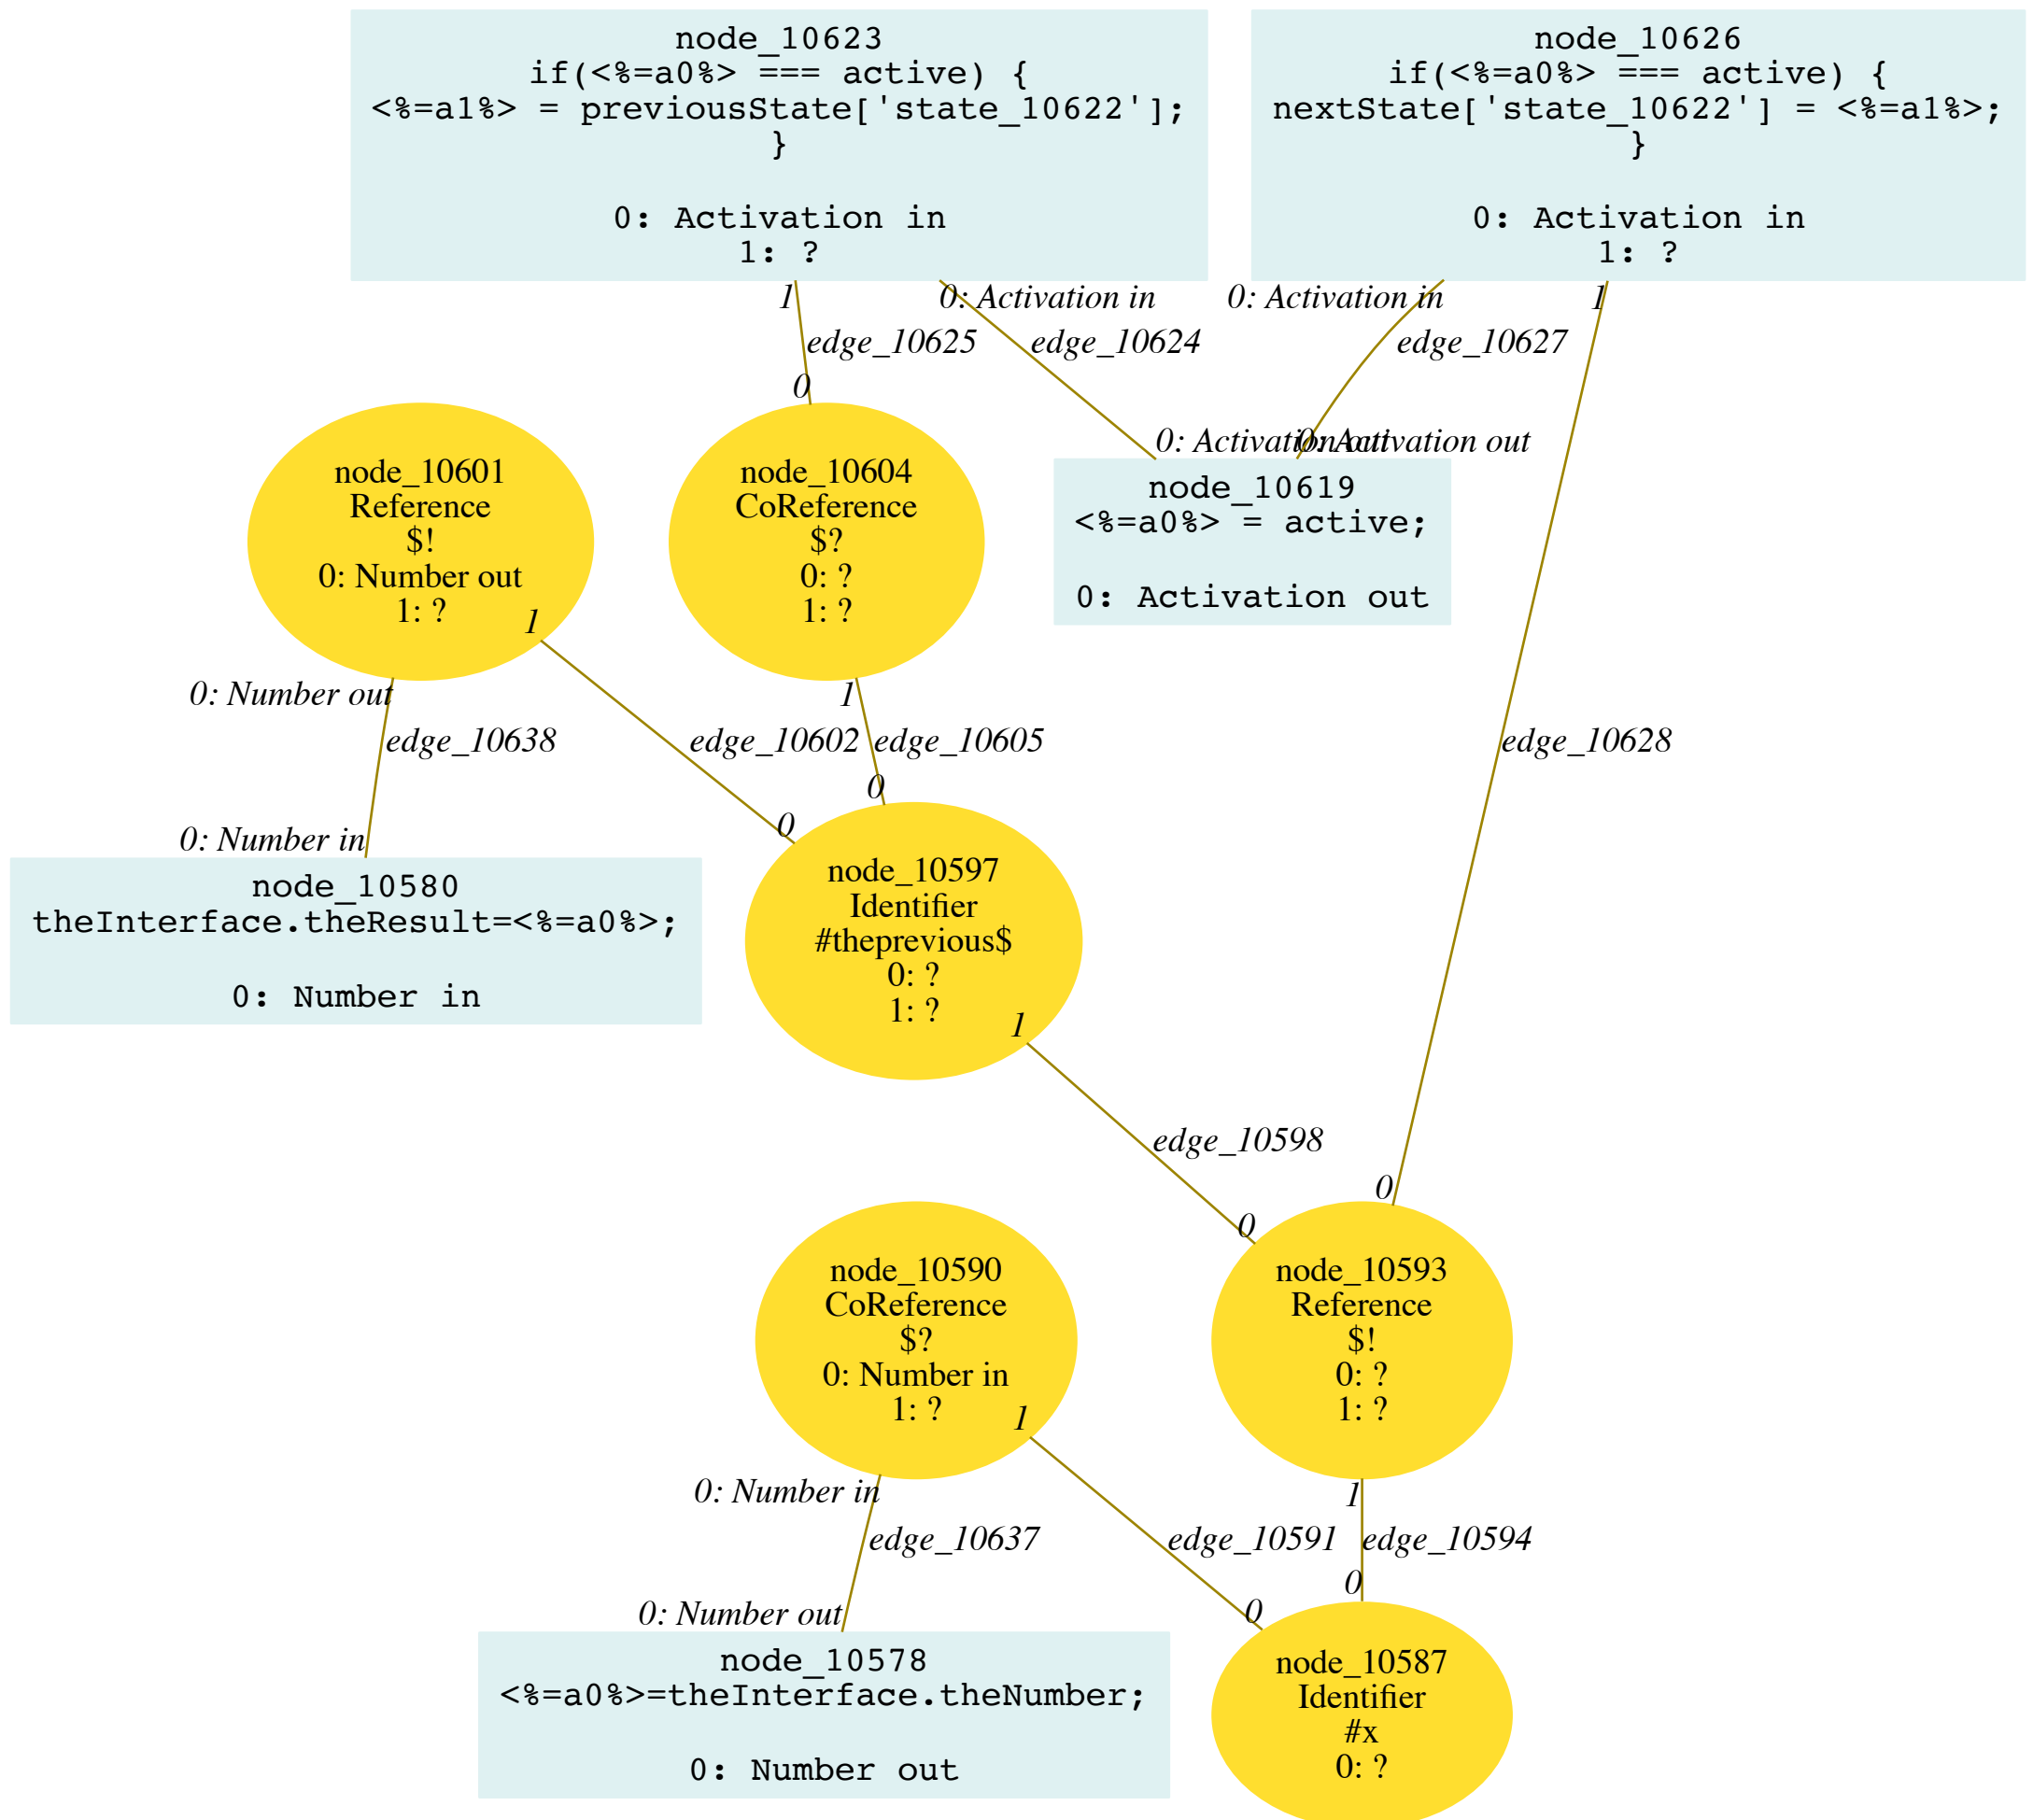 node_10623
if(<%=a0%> === active) {
<%=a1%> = previousState['state_10622'];
}
0: Activation in
1: ?
node_10626
if(<%=a0%> === active) {
nextState['state_10622'] = <%=a1%>;
}
0: Activation in
1: ?
1
0: Activation in
0: Activation in
1
edge_10625
edge_10624
edge_10627
0
0: Activation out
0: Activation out
node_10601
Reference
$!
0: Number out
1: ?
node_10604
CoReference
$?
0: ?
1: ?
node_10619
<%=a0%> = active;
0: Activation out
1
0: Number out
1
edge_10638
edge_10602
edge_10605
edge_10628
0
0
0: Number in
node_10580
theInterface.theResult=<%=a0%>;
0: Number in
node_10597
Identifier
#theprevious$
0: ?
1: ?
1
edge_10598
0
0
node_10590
CoReference
$?
0: Number in
1: ?
node_10593
Reference
$!
0: ?
1: ?
1
0: Number in
1
edge_10637
edge_10591
edge_10594
0
0
0: Number out
node_10578
<%=a0%>=theInterface.theNumber;
0: Number out
node_10587
Identifier
#x
0: ?